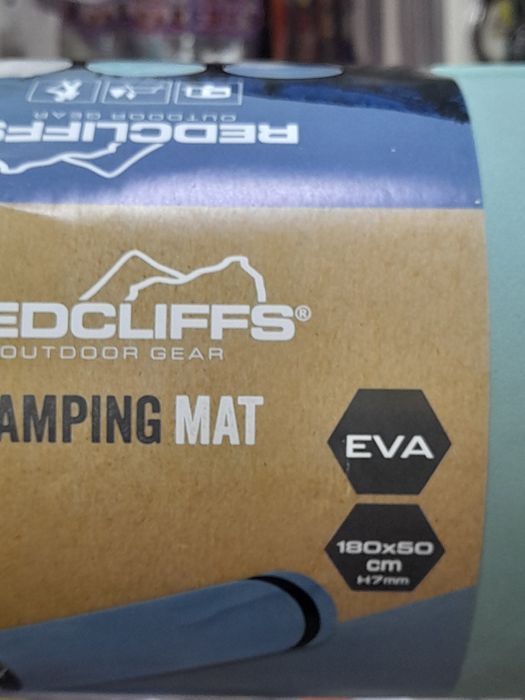 REDCLIFFS
OUTDOOR GEAR
EDCLIFFS®
OUTDOOR GEAR
AMPING MAT
EVA
180x50
cm
H7mm